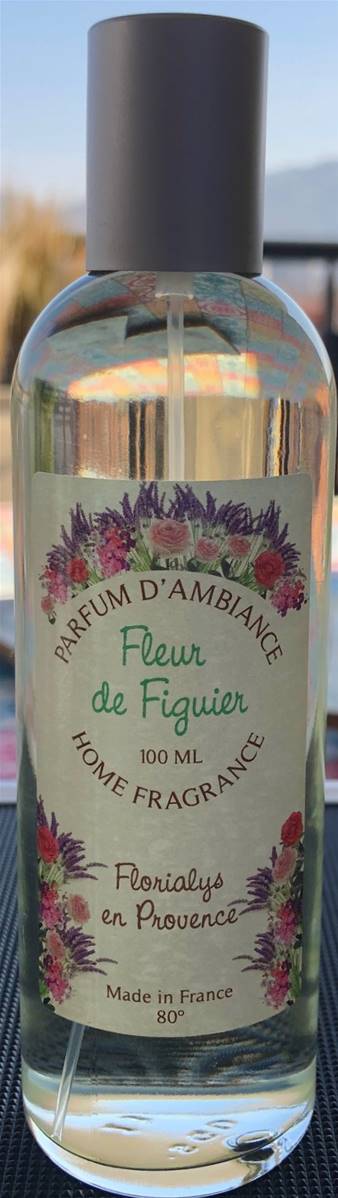 PARFUM D'AMBIANCE
Fleur
de Figuier
100 ML
HOME FRAGRANCE
Florialys
en Provence
Made in France
80°